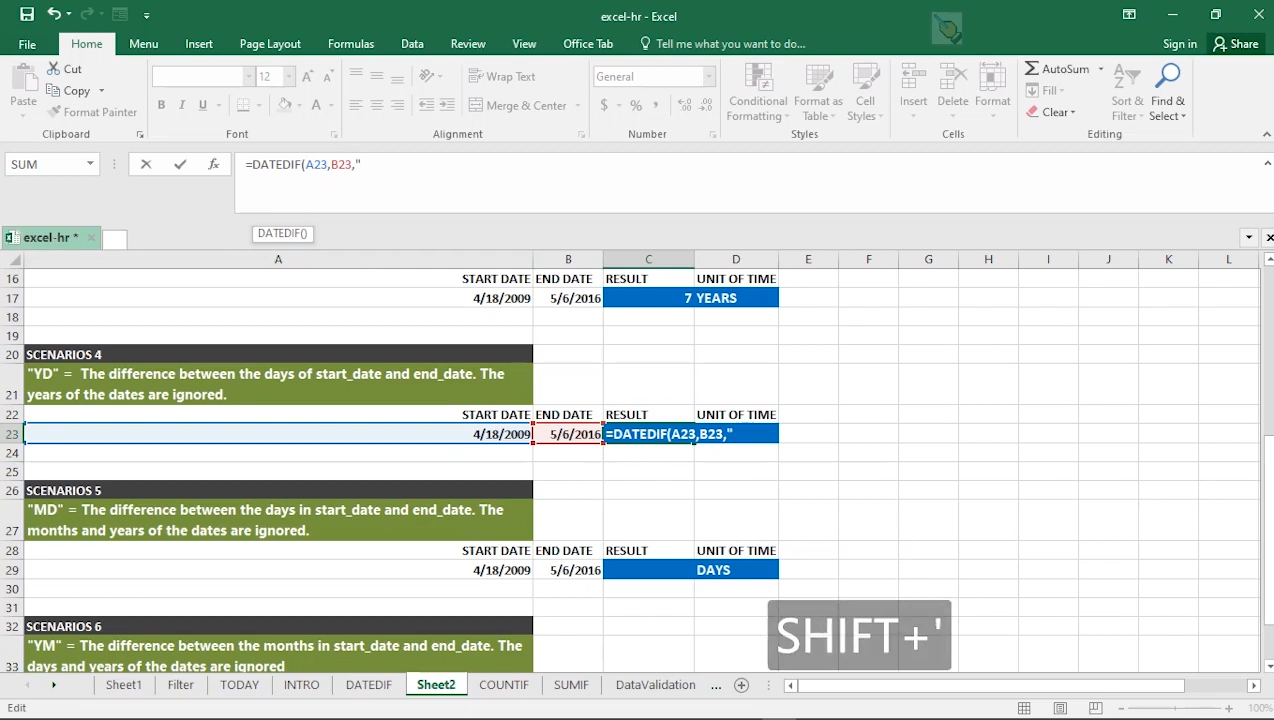 excel-hr - Excel
File Home Menu Insert Page Layout Formulas Data Review View Office Tab Tell me what you want to do... Sign in Share
Paste Cut Copy Format Painter
12
Wrap Text
Merge & Center
General
$ % ,
Conditional Formatting Format as Table Cell Styles
Insert Delete Format
AutoSum Fill Clear
Sort & Filter Find & Select
Clipboard Font Alignment Number Styles Cells Editing
SUM =DATEDIF(A23,B23,"
DATEDIF()
excel-hr *
A B C D E F G H I J K L
16 START DATE END DATE RESULT UNIT OF TIME
17 4/18/2009 5/6/2016 7 YEARS
18
19
20 SCENARIOS 4
"YD" = The difference between the days of start_date and end_date. The
21 years of the dates are ignored.
22 START DATE END DATE RESULT UNIT OF TIME
23 4/18/2009 5/6/2016 =DATEDIF(A23,B23,"
24
25
26 SCENARIOS 5
"MD" = The difference between the days in start_date and end_date. The
27 months and years of the dates are ignored.
28 START DATE END DATE RESULT UNIT OF TIME
29 4/18/2009 5/6/2016 DAYS
30
31
32 SCENARIOS 6
"YM" = The difference between the months in start_date and end_date. The
33 days and years of the dates are ignored
SHIFT+'
Sheet1 Filter TODAY INTRO DATEDIF Sheet2 COUNTIF SUMIF DataValidation ...
Edit 100%